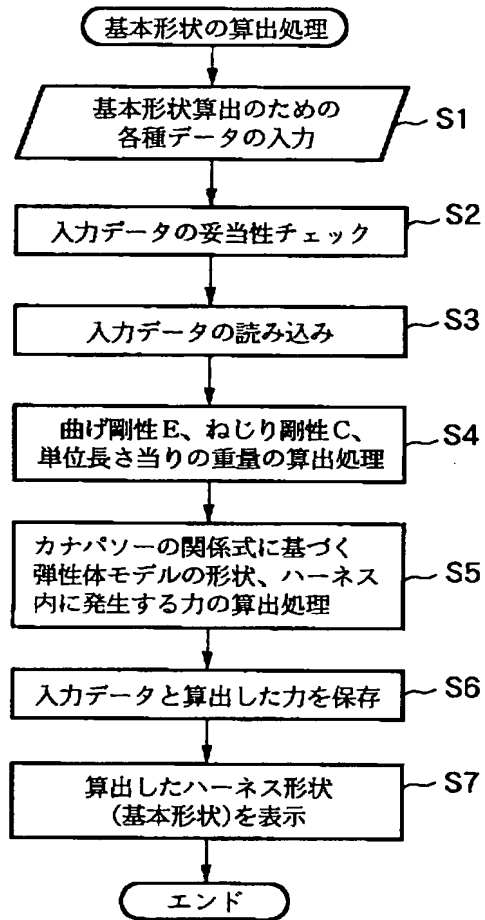 基本形状の算出処理
基本形状算出のための
各種データの入力
S1
入力データの妥当性チェック
S2
入力データの読み込み
S3
曲げ剛性E、ねじり剛性C、
単位長さ当りの重量の算出処理
S4
カナパソーの関係式に基づく
弾性体モデルの形状、ハーネス
内に発生する力の算出処理
S5
入力データと算出した力を保存
S6
算出したハーネス形状
(基本形状)を表示
S7
エンド